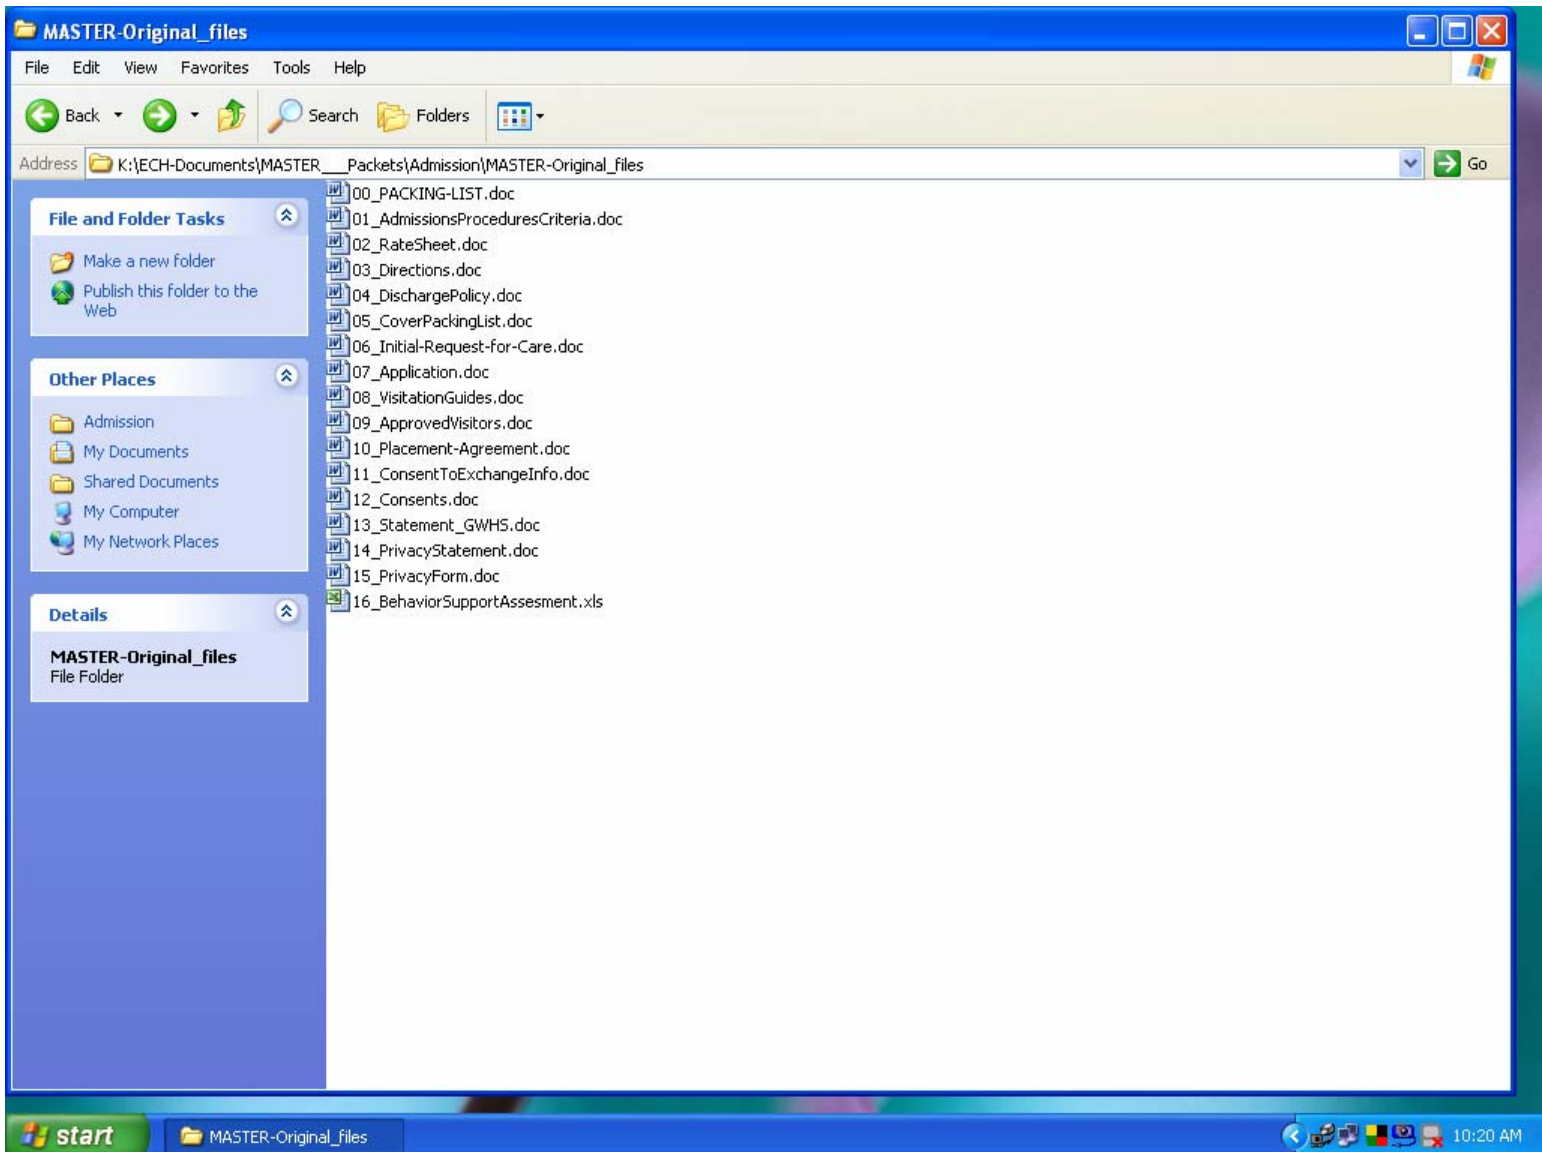 MASTER-Original_files
File Edit View Favorites Tools Help
Back Search Folders
Address K:\ECH-Documents\MASTER___Packets\Admission\MASTER-Original_files Go
File and Folder Tasks
Make a new folder
Publish this folder to the
Web
Other Places
Admission
My Documents
Shared Documents
My Computer
My Network Places
Details
MASTER-Original_files
File Folder
00_PACKING-LIST.doc
01_AdmissionsProceduresCriteria.doc
02_RateSheet.doc
03_Directions.doc
04_DischargePolicy.doc
05_CoverPackingList.doc
06_Initial-Request-for-Care.doc
07_Application.doc
08_VisitationGuides.doc
09_ApprovedVisitors.doc
10_Placement-Agreement.doc
11_ConsentToExchangeInfo.doc
12_Consents.doc
13_Statement_GWHS.doc
14_PrivacyStatement.doc
15_PrivacyForm.doc
16_BehaviorSupportAssesment.xls
start MASTER-Original_files 10:20 AM